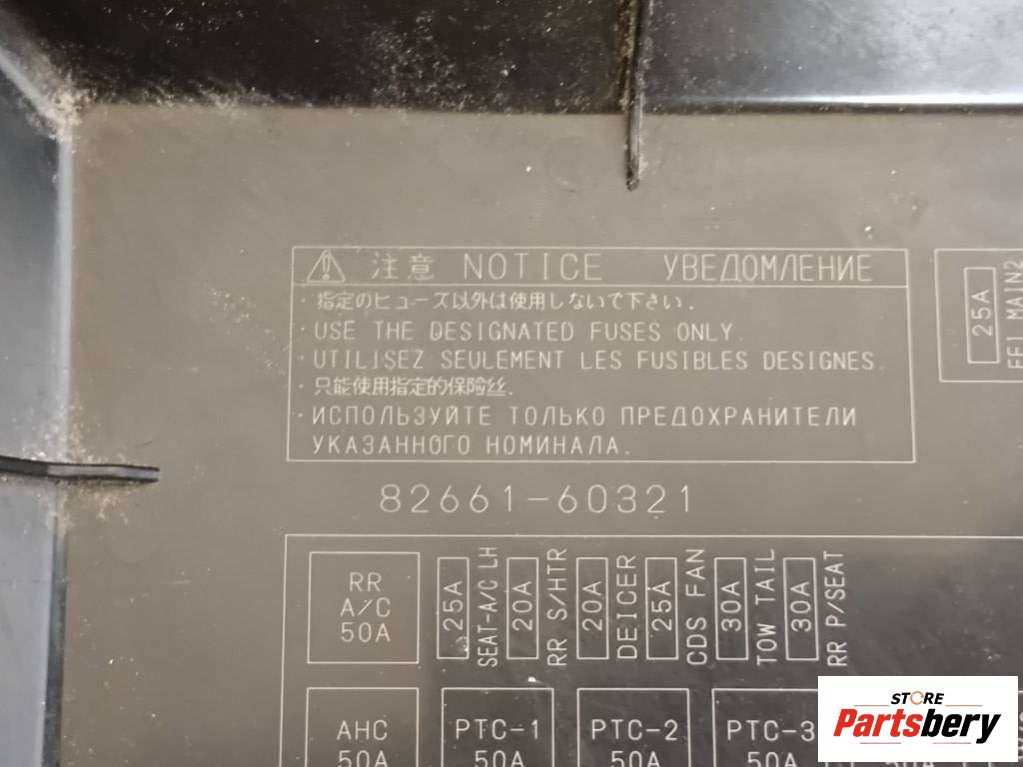 注意 NOTICE УВЕДОМЛЕНИЕ
・指定のヒューズ以外は使用しないで下さい.
・USE THE DESIGNATED FUSES ONLY.
・UTILISEZ SEULEMENT LES FUSIBLES DESIGNES.
・只能使用指定的保险丝.
・ИСПОЛЬЗУЙТЕ ТОЛЬКО ПРЕДОХРАНИТЕЛИ
УКАЗАННОГО НОМИНАЛА.
25A
EFI MAIN2
82661-60321
RR
A/C
50A
25A
SEAT-A/C LH
20A
RR S/HTR
20A
DEICER
25A
CDS FAN
30A
TOW TAIL
30A
RR P/SEAT
AHC
50A
PTC-1
50A
PTC-2
50A
PTC-3
50A
50A
STORE
Partsbery